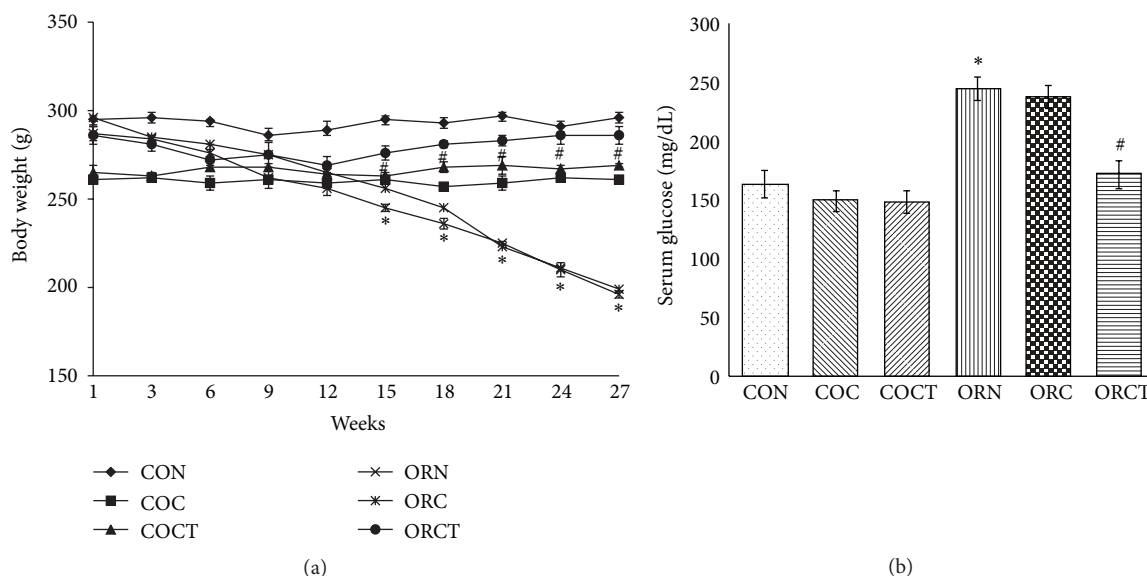 350
300
250
200
150
Body weight (g)
# # # # #
* * * * *
1 3 6 9 12 15 18 21 24 27
Weeks
CON
COC
COCT
ORN
ORC
ORCT
(a)
300
250
200
150
100
50
0
Serum glucose (mg/dL)
*
#
CON COC COCT ORN ORC ORCT
(b)